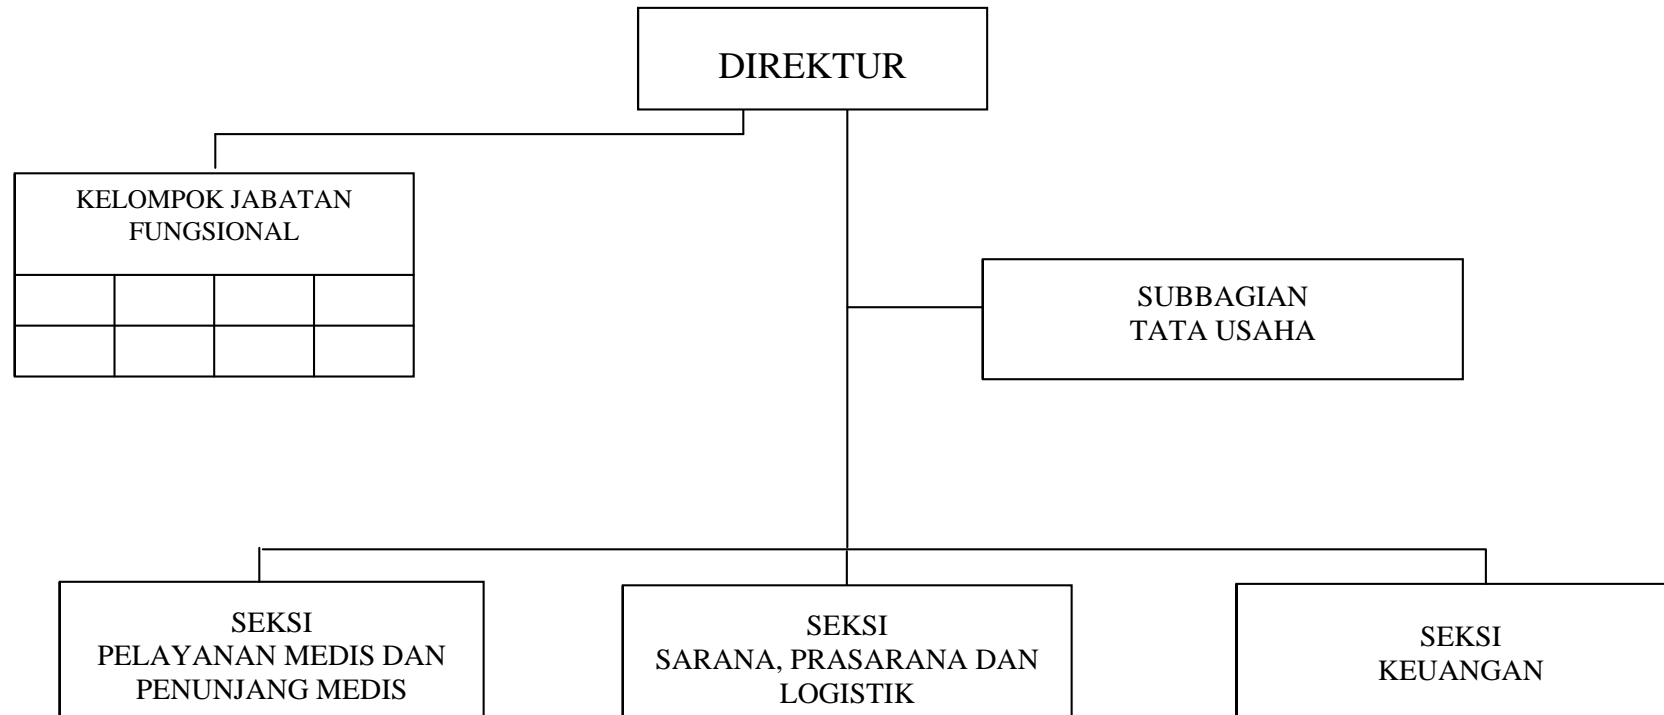 DIREKTUR
KELOMPOK JABATAN
FUNGSIONAL
SUBBAGIAN
TATA USAHA
SEKSI
PELAYANAN MEDIS DAN
PENUNJANG MEDIS
SEKSI
SARANA, PRASARANA DAN
LOGISTIK
SEKSI
KEUANGAN